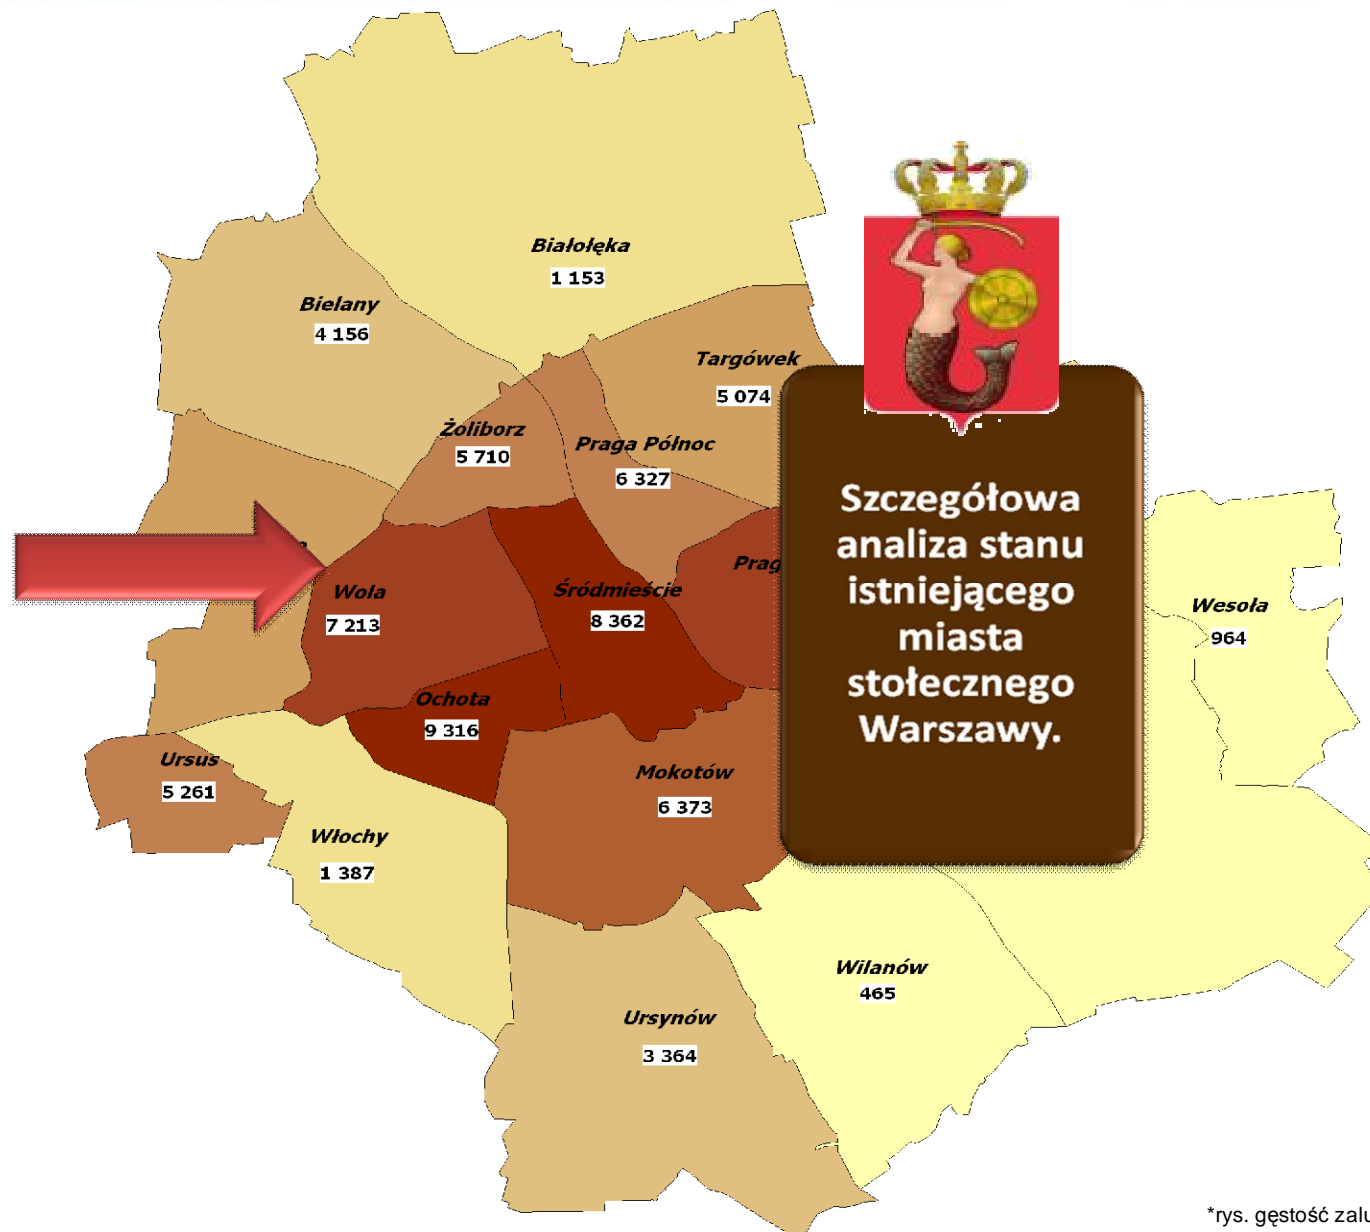 Białołęka
1 153
Bielany
4 156
Targówek
5 074
Żoliborz
5 710
Praga Północ
6 327
Szczegółowa
analiza stanu
istniejącego
miasta
stołecznego
Warszawy.
Wola
7 213
Śródmieście
8 362
Wesoła
964
Ochota
9 316
Ursus
5 261
Mokotów
6 373
Włochy
1 387
Wilanów
465
Ursynów
3 364
*rys. gęstość